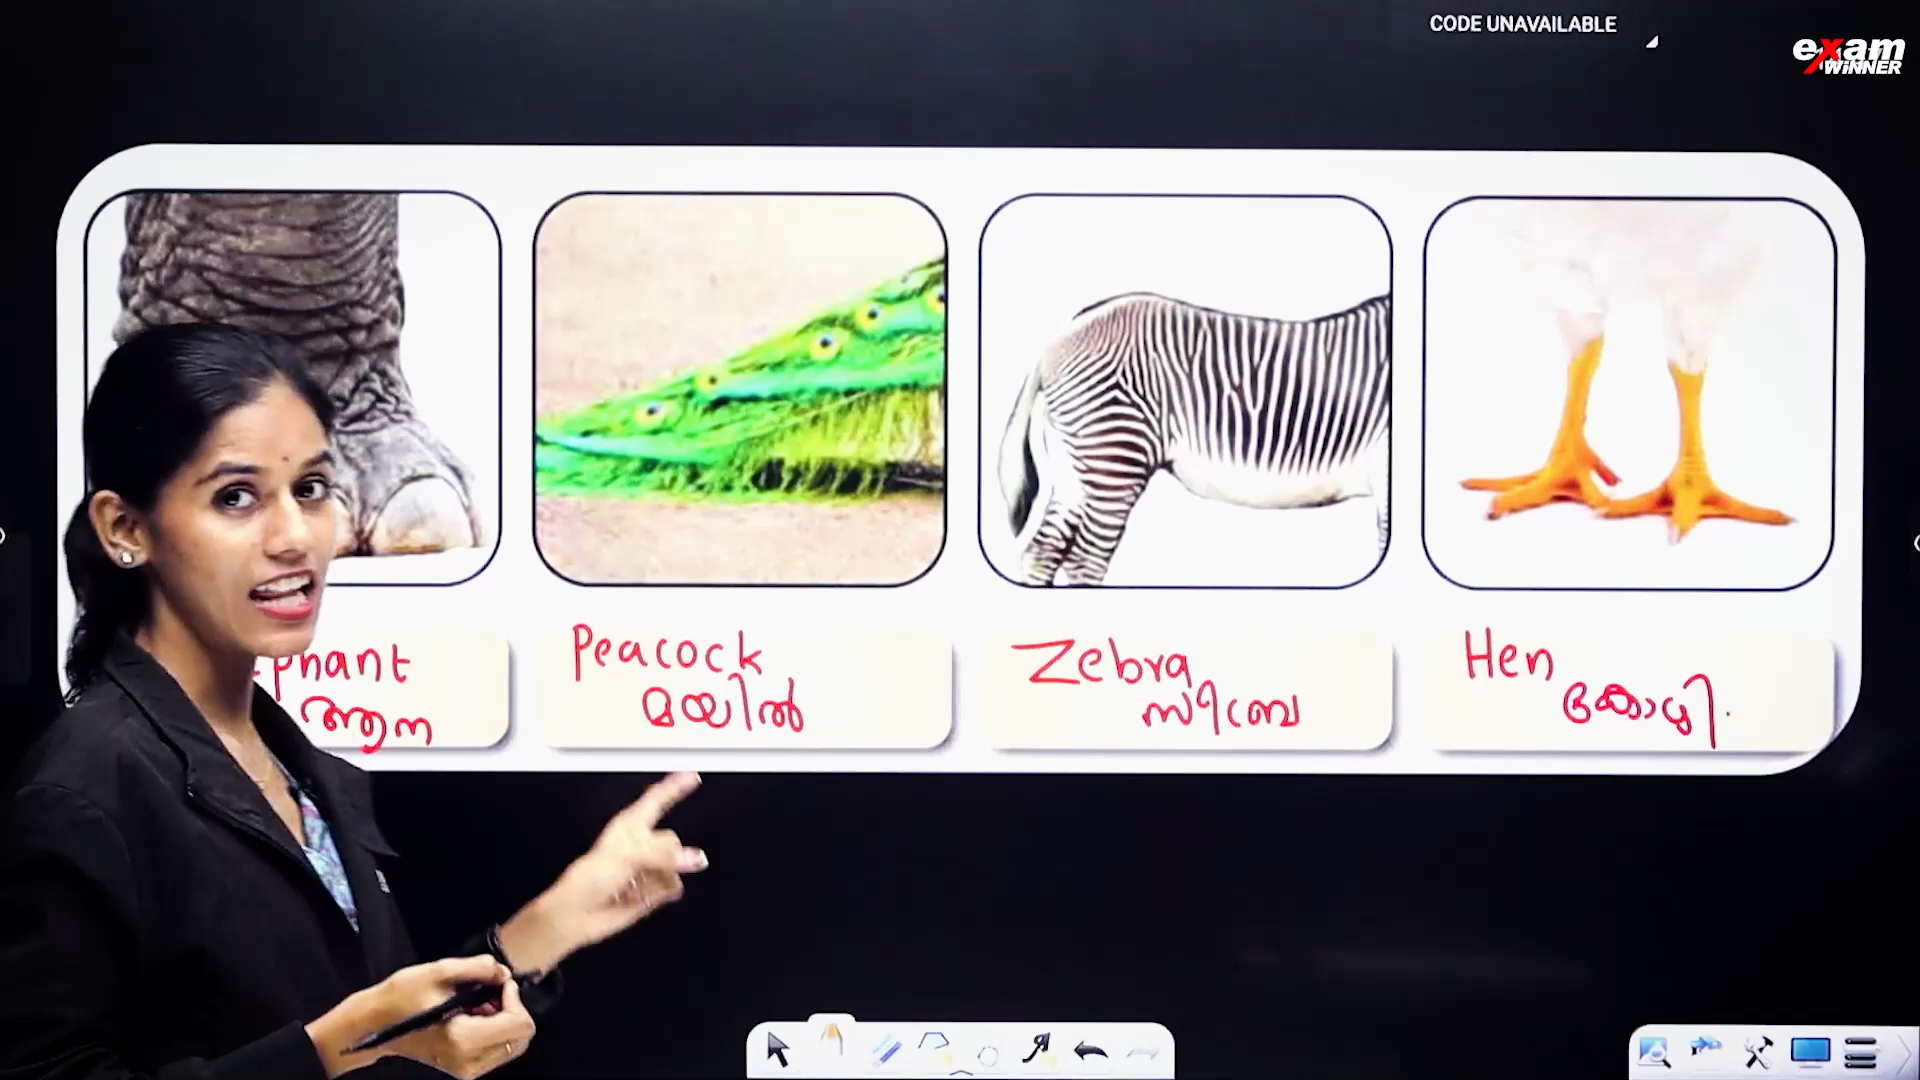 CODE UNAVAILABLE
exam
WINNER
phant
ആന
Peacock
മയിൽ
Zebra
സീബ്ര
Hen
കോഴി.